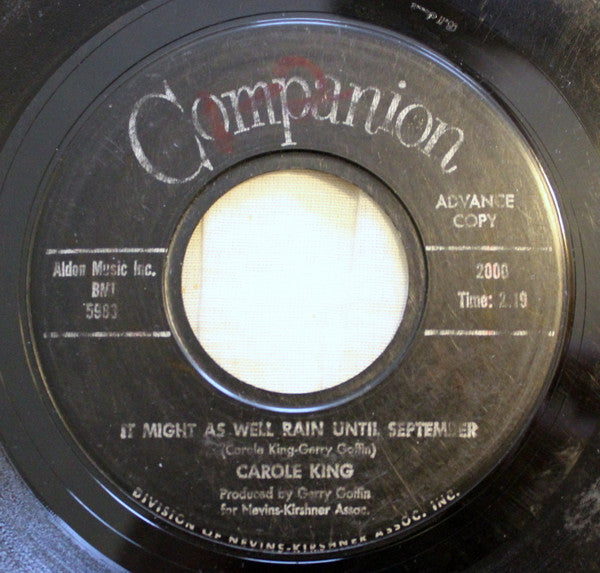 Companion
ADVANCE
COPY
Aldon Music Inc.
BMI
5983
2000
Time: 2.19
IT MIGHT AS WELL RAIN UNTIL SEPTEMBER
(Carole King-Gerry Goffin)
CAROLE KING
Produced by Gerry Goffin
for Nevins-Kirshner Assoc.
DIVISION OF NEVINS-KIRSHNER ASSOC. INC.